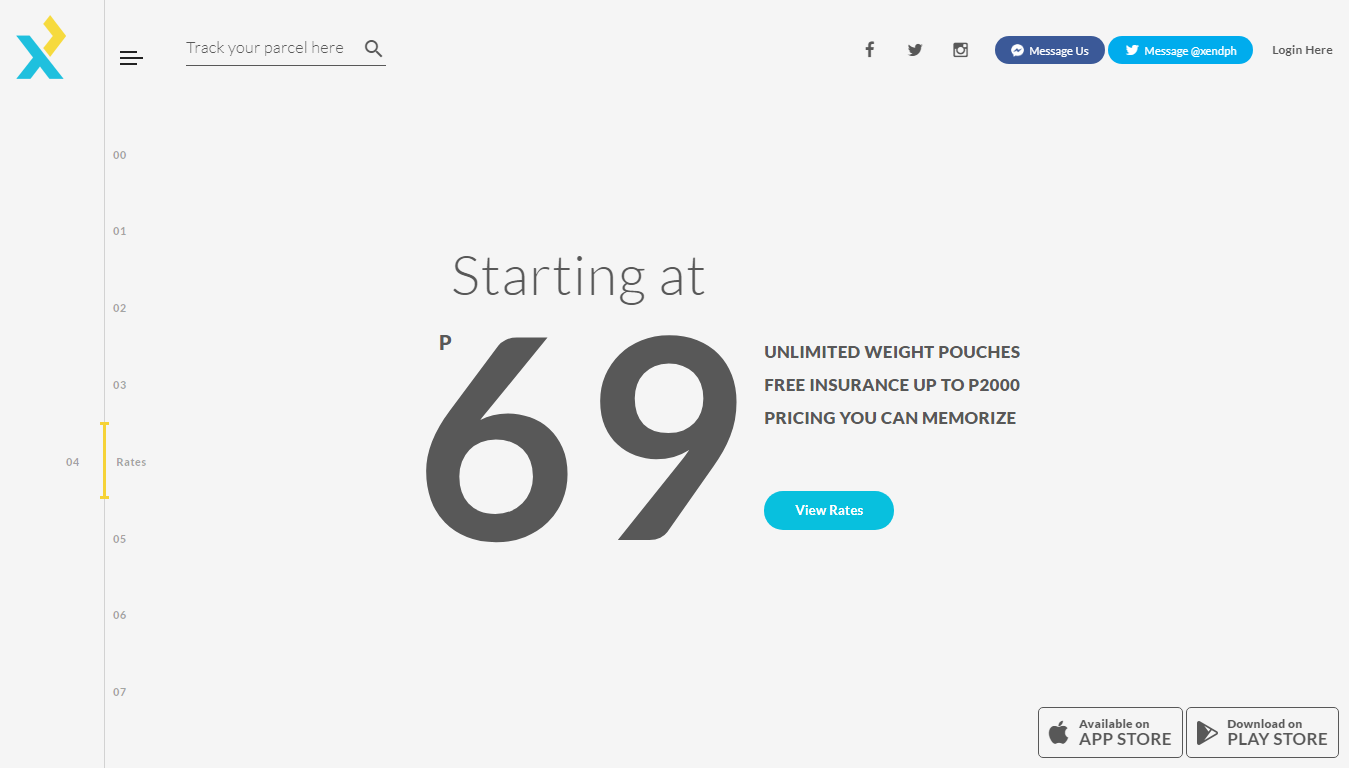 Track your parcel here
Message Us
Message @xendph
Login Here
00
01
02
03
04
Rates
05
06
07
Starting at
P
69
UNLIMITED WEIGHT POUCHES
FREE INSURANCE UP TO P2000
PRICING YOU CAN MEMORIZE
View Rates
Available on
APP STORE
Download on
PLAY STORE